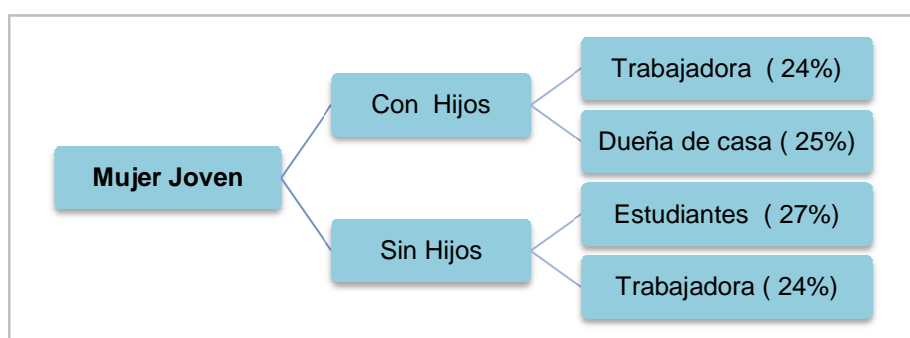 Mujer Joven
Con Hijos
Trabajadora ( 24%)
Dueña de casa ( 25%)
Sin Hijos
Estudiantes ( 27%)
Trabajadora ( 24%)